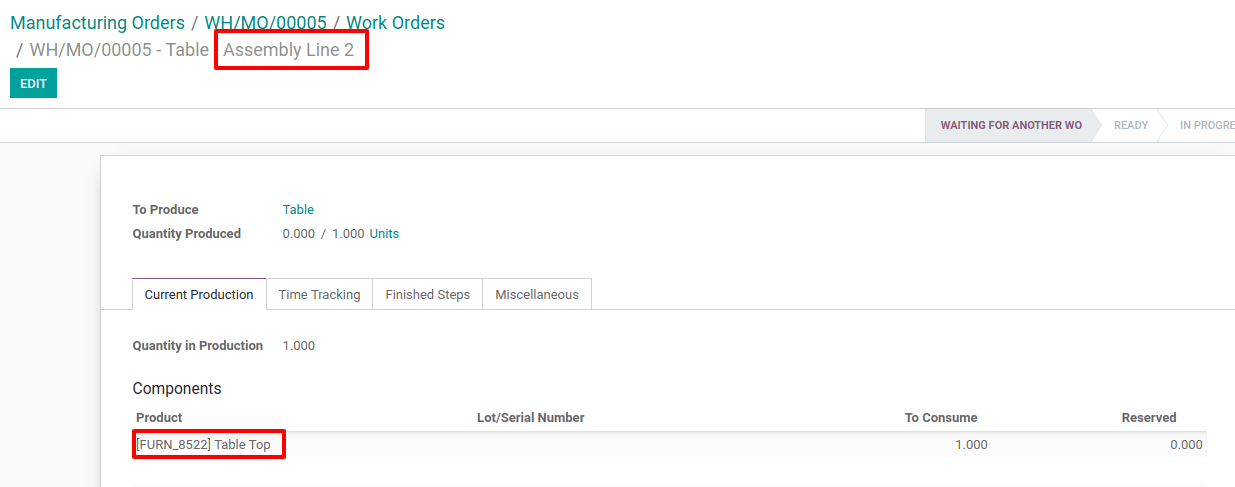 Manufacturing Orders / WH/MO/00005 / Work Orders
/ WH/MO/00005 - Table Assembly Line 2
EDIT
WAITING FOR ANOTHER WO READY IN PROGRE
To Produce Table
Quantity Produced 0.000 / 1.000 Units
Current Production Time Tracking Finished Steps Miscellaneous
Quantity in Production 1.000
Components
Product Lot/Serial Number To Consume Reserved
[FURN_8522] Table Top 1.000 0.000